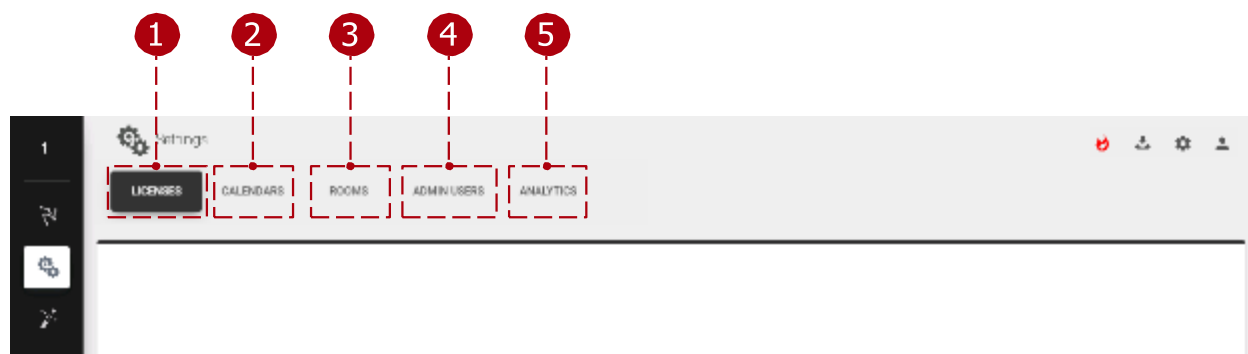 1 2 3 4 5
1
Settings
LICENSES CALENDARS ROOMS ADMIN USERS ANALYTICS